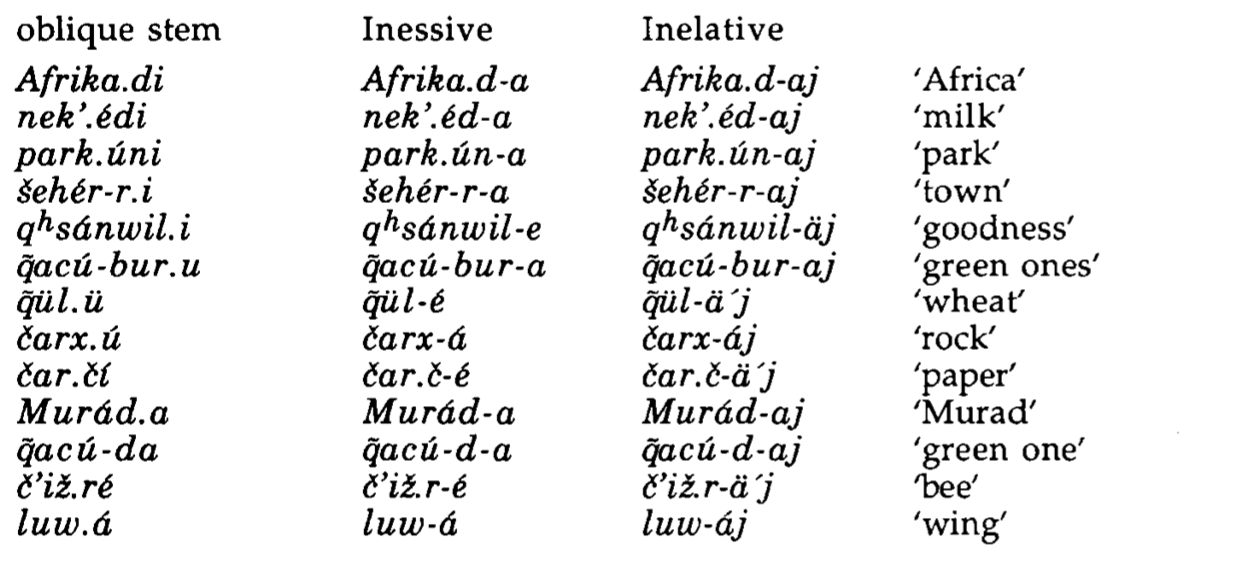 oblique stem Inessive Inelative
Afrika.di Afrika.d-a Afrika.d-aj ‘Africa’
nek’.édi nek’.éd-a nek’.éd-aj ‘milk’
park.úni park.ún-a park.ún-aj ‘park’
šehér-r.i šehér-r-a šehér-r-aj ‘town’
qʰsánwil.i qʰsánwil-e qʰsánwil-äj ‘goodness’
q̃acú-bur.u q̃acú-bur-a q̃acú-bur-aj ‘green ones’
q̃ül.ü q̃ül-é q̃ül-ä´j ‘wheat’
čarx.ú čarx-á čarx-áj ‘rock’
čar.čí čar.č-é čar.č-ä´j ‘paper’
Murád.a Murád-a Murád-aj ‘Murad’
q̃acú-da q̃acú-d-a q̃acú-d-aj ‘green one’
č’iž.ré č’iž.r-é č’iž.r-ä´j ‘bee’
luw.á luw-á luw-áj ‘wing’